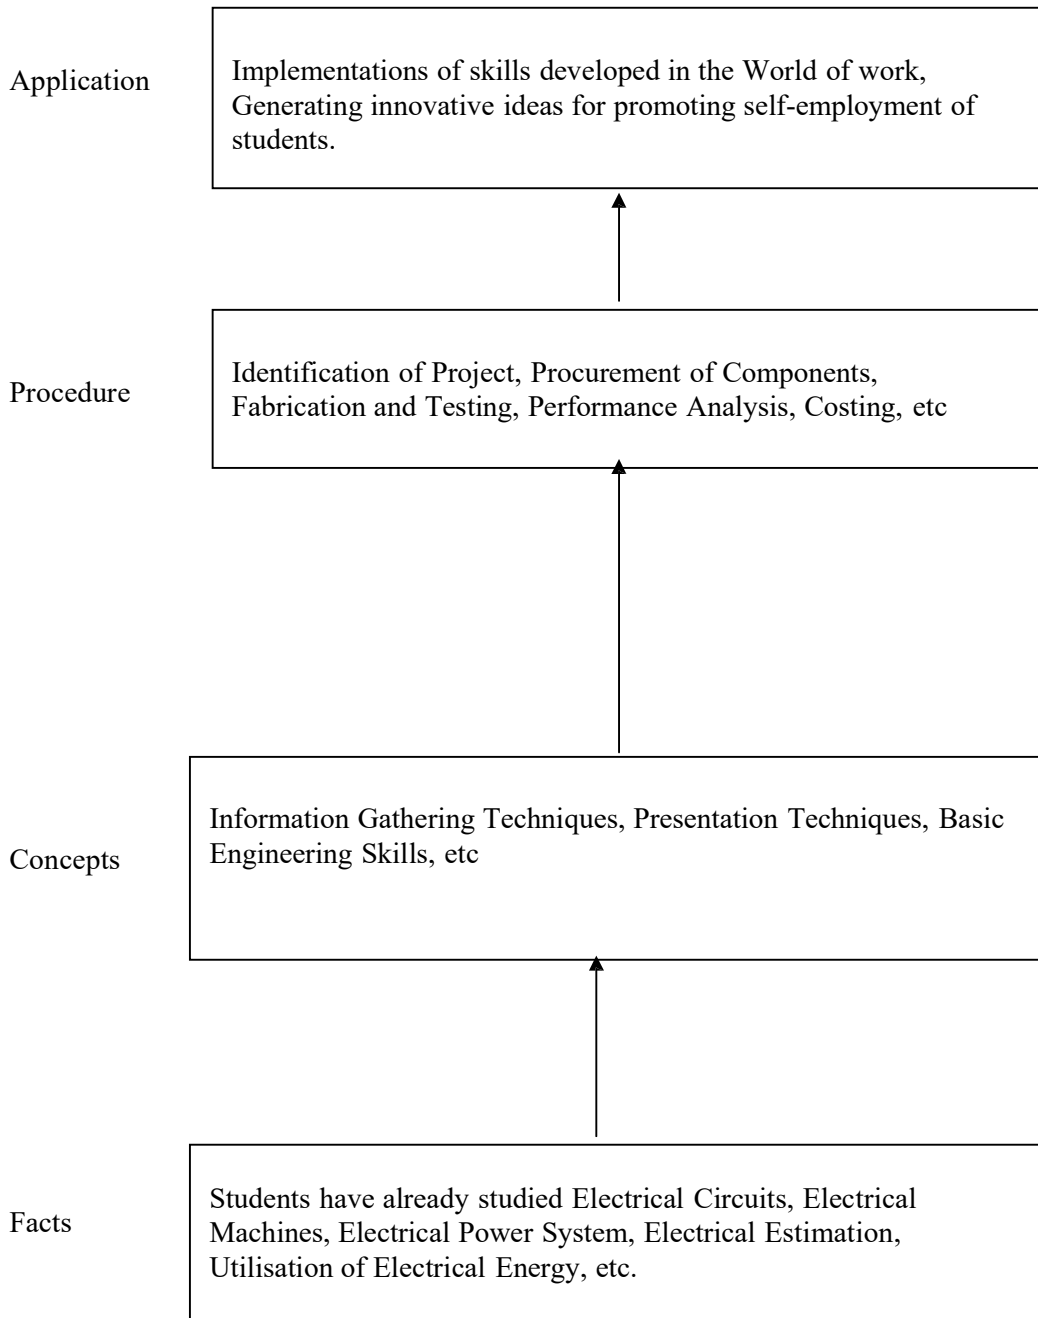 Application
Implementations of skills developed in the World of work,
Generating innovative ideas for promoting self-employment of
students.
Procedure
Identification of Project, Procurement of Components,
Fabrication and Testing, Performance Analysis, Costing, etc
Concepts
Information Gathering Techniques, Presentation Techniques, Basic
Engineering Skills, etc
Facts
Students have already studied Electrical Circuits, Electrical
Machines, Electrical Power System, Electrical Estimation,
Utilisation of Electrical Energy, etc.